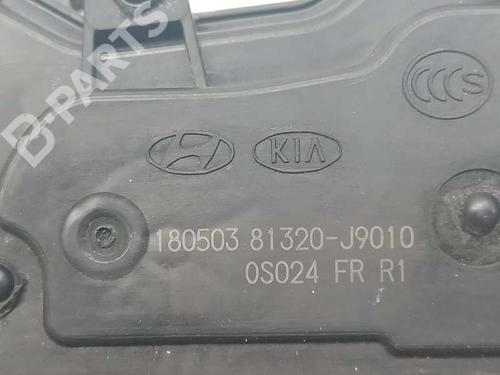 B-PARTS
CCCS
KIA
180503 81320-J9010
0S024 FR R1